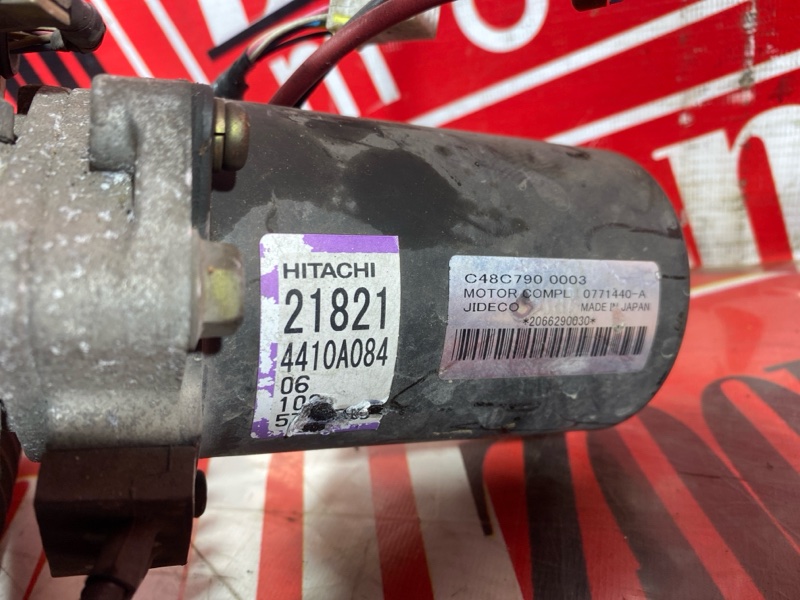 HITACHI
21821
4410A084
06
C48C790 0003
MOTOR COMPL 0771440-A
JIDECO MADE IN JAPAN
*2066290030*